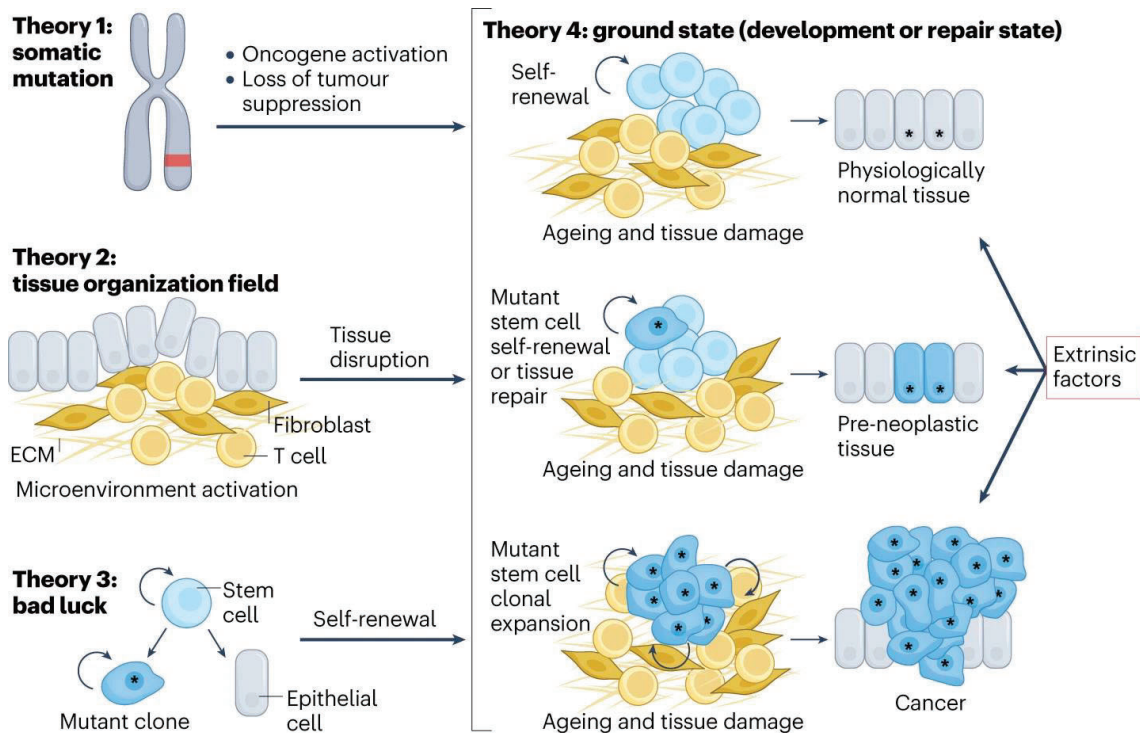 Theory 1:
somatic
mutation
• Oncogene activation
• Loss of tumour
suppression
Theory 2:
tissue organization field
Tissue
disruption
Fibroblast
ECM
T cell
Microenvironment activation
Theory 3:
bad luck
Stem
cell
Self-renewal
*
Mutant clone
Epithelial
cell
Theory 4: ground state (development or repair state)
Self-
renewal
* *
Physiologically
normal tissue
Ageing and tissue damage
Mutant
stem cell
self-renewal
or tissue
repair
*
* *
Pre-neoplastic
tissue
Ageing and tissue damage
Extrinsic
factors
Mutant
stem cell
clonal
expansion
Ageing and tissue damage
Cancer